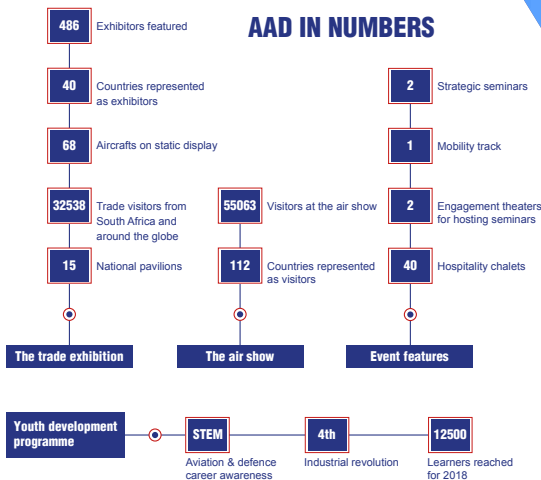 AAD IN NUMBERS
486
Exhibitors featured
40
Countries represented
as exhibitors
68
Aircrafts on static display
32538
Trade visitors from
South Africa and
around the globe
15
National pavilions
The trade exhibition
55063
Visitors at the air show
112
Countries represented
as visitors
The air show
2
Strategic seminars
1
Mobility track
2
Engagement theaters
for hosting seminars
40
Hospitality chalets
Event features
Youth development
programme
STEM
Aviation & defence
career awareness
4th
Industrial revolution
12500
Learners reached
for 2018